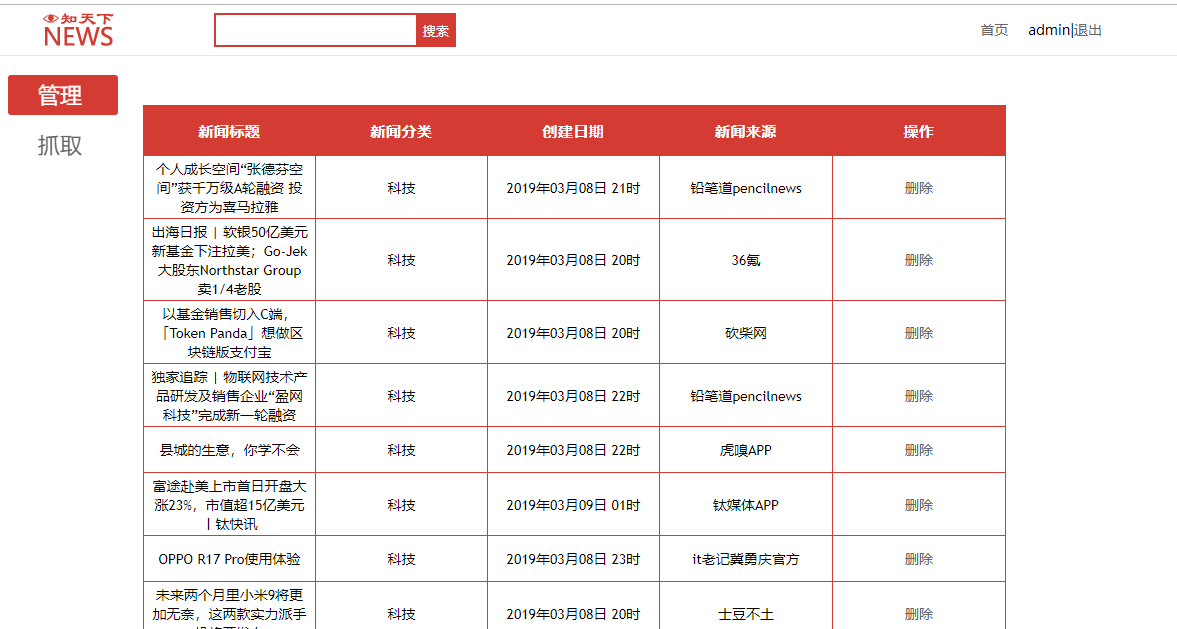 知天下
NEWS
搜索
首页 admin|退出
管理
抓取
新闻标题 新闻分类 创建日期 新闻来源 操作
个人成长空间“张德芬空
间”获千万级A轮融资 投
资方为喜马拉雅
科技 2019年03月08日 21时 铅笔道pencilnews 删除
出海日报 | 软银50亿美元
新基金下注拉美；Go-Jek
大股东Northstar Group
卖1/4老股
科技 2019年03月08日 20时 36氪 删除
以基金销售切入C端，
「Token Panda」想做区
块链版支付宝
科技 2019年03月08日 20时 砍柴网 删除
独家追踪 | 物联网技术产
品研发及销售企业“盈网
科技”完成新一轮融资
科技 2019年03月08日 22时 铅笔道pencilnews 删除
县城的生意，你学不会 科技 2019年03月08日 22时 虎嗅APP 删除
富途赴美上市首日开盘大
涨23%，市值超15亿美元
丨钛快讯
科技 2019年03月09日 01时 钛媒体APP 删除
OPPO R17 Pro使用体验 科技 2019年03月08日 23时 it老记冀勇庆官方 删除
未来两个月里小米9将更
加无奈，这两款实力派手
科技 2019年03月08日 20时 士豆不土 删除